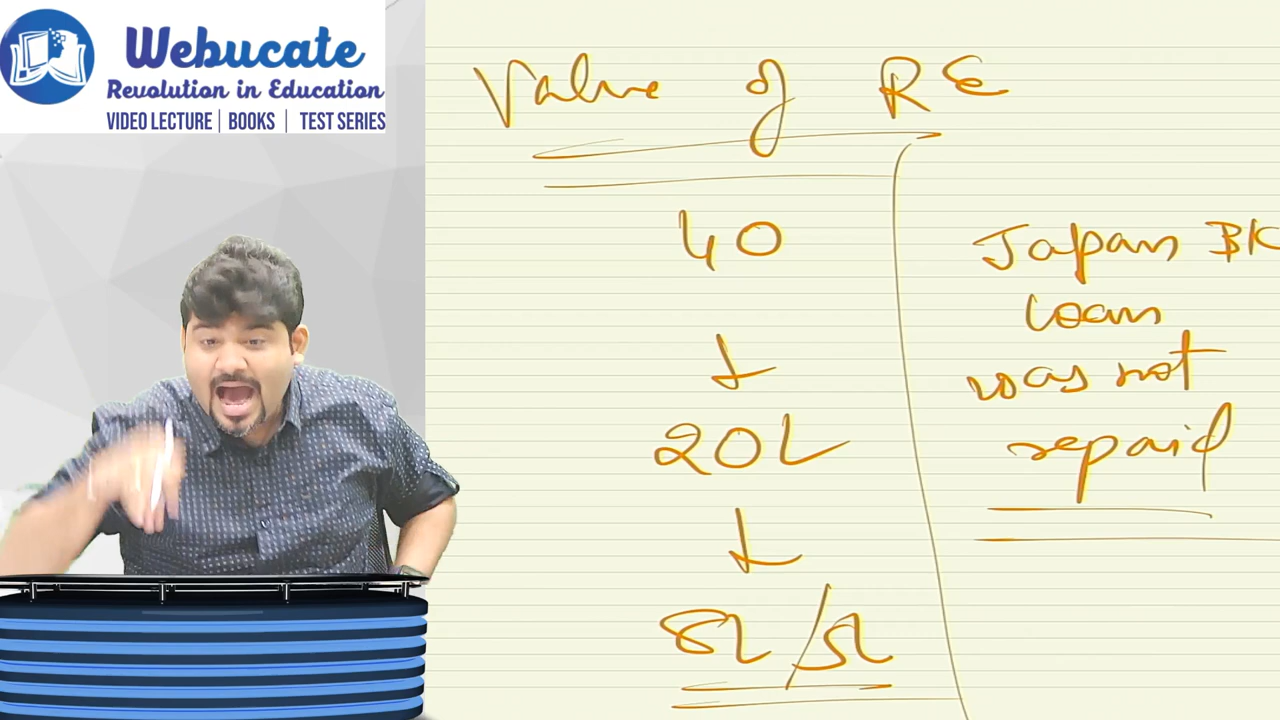 Webucate
Revolution in Education
VIDEO LECTURE | BOOKS | TEST SERIES
Value of RE
40
↓
20L
↓
8L/5L
Japan BK
Loan
was not
repaid